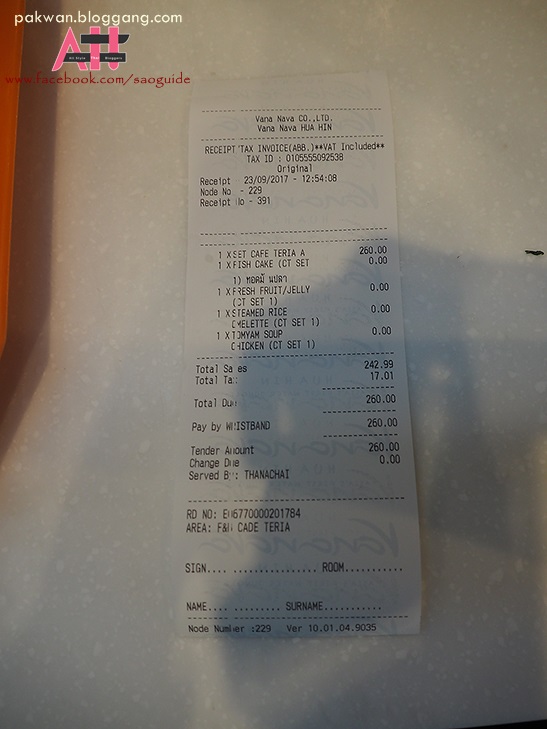 pakwan.bloggang.com
AH
All Style Thai Bloggers
www.facebook.com/saoguide
Vana Nava CO.,LTD.
Vana Nava HUA HIN
RECEIPT TAX INVOICE(ABB.)**VAT Included**
TAX ID : 0105555092538
Original
Receipt 23/09/2017 - 12:54:08
Node No - 229
Receipt No - 391
1 XSET CAFE TERIA A 260.00
1 XFISH CAKE (CT SET 0.00
1) ทอดมั
1 XFRESH FRUIT/JELLY 0.00
(CT SET 1)
1 XSTEAMED RICE 0.00
OMELETTE (CT SET 1)
1 XTOMYAM SOUP 0.00
CHICKEN (CT SET 1)
Total Sales 242.99
Total Tax: 17.01
Total Due 260.00
Pay by WRISTBAND 260.00
Tender Amount 260.00
Change Due 0.00
Served By: THANACHAI
RD NO: E06770000201784
AREA: F&B CADE TERIA
SIGN.... ................ ROOM...........
NAME.... .......... SURNAME...........
Node Number :229 Ver 10.01.04.9035